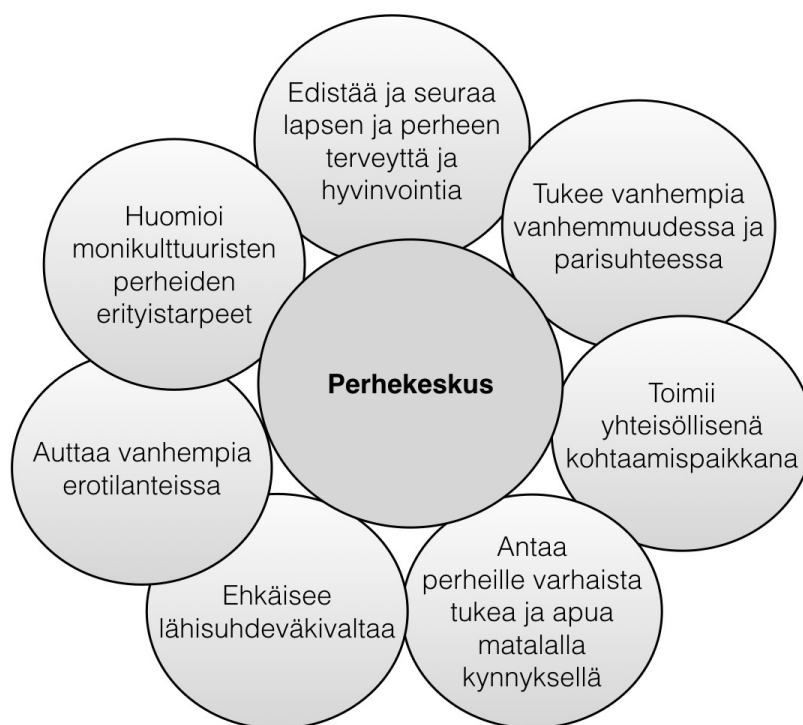 Edistää ja seuraa
lapsen ja perheen
terveyttä ja
hyvinvointia
Tukee vanhempia
vanhemmuudessa ja
parisuhteessa
Toimii
yhteisöllisenä
kohtaamispaikkana
Antaa
perheille varhaista
tukea ja apua
matalalla
kynnyksellä
Ehkäisee
lähisuhdeväkivaltaa
Auttaa vanhempia
erotilanteissa
Huomioi
monikulttuuristen
perheiden
erityistarpeet
Perhekeskus